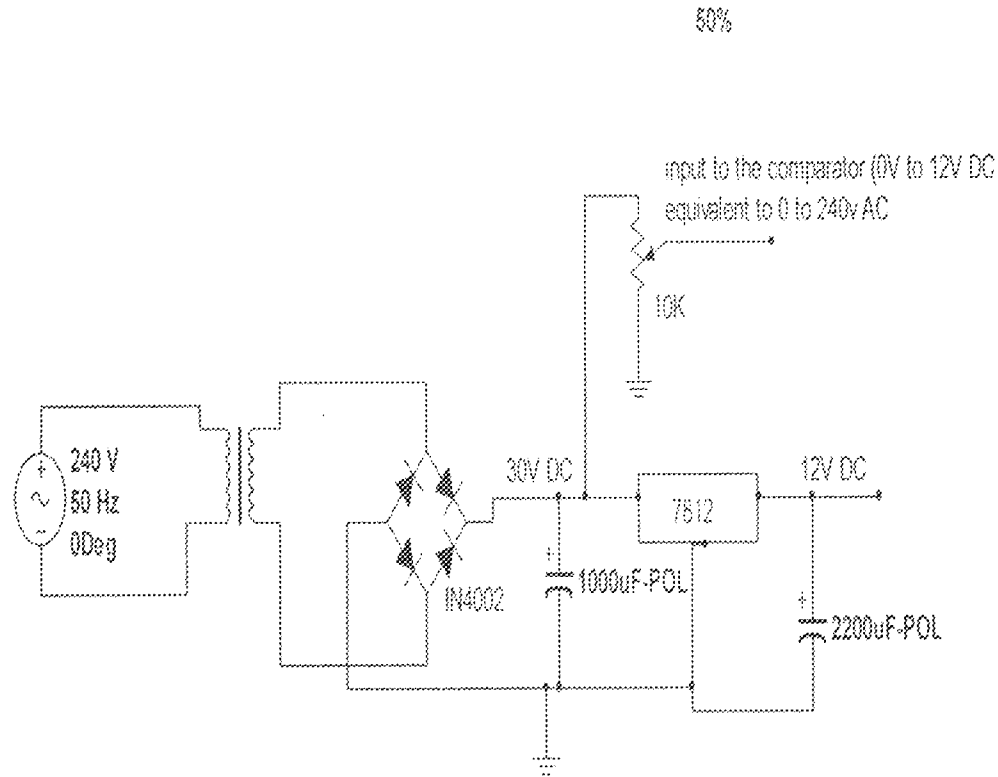 50%
input to the comparator (0V to 12V DC
equivalent to 0 to 240v AC
10K
240 V
50 Hz
0Deg
30V DC
12V DC
7812
IN4002
+
1000uF-POL
+
2200uF-POL